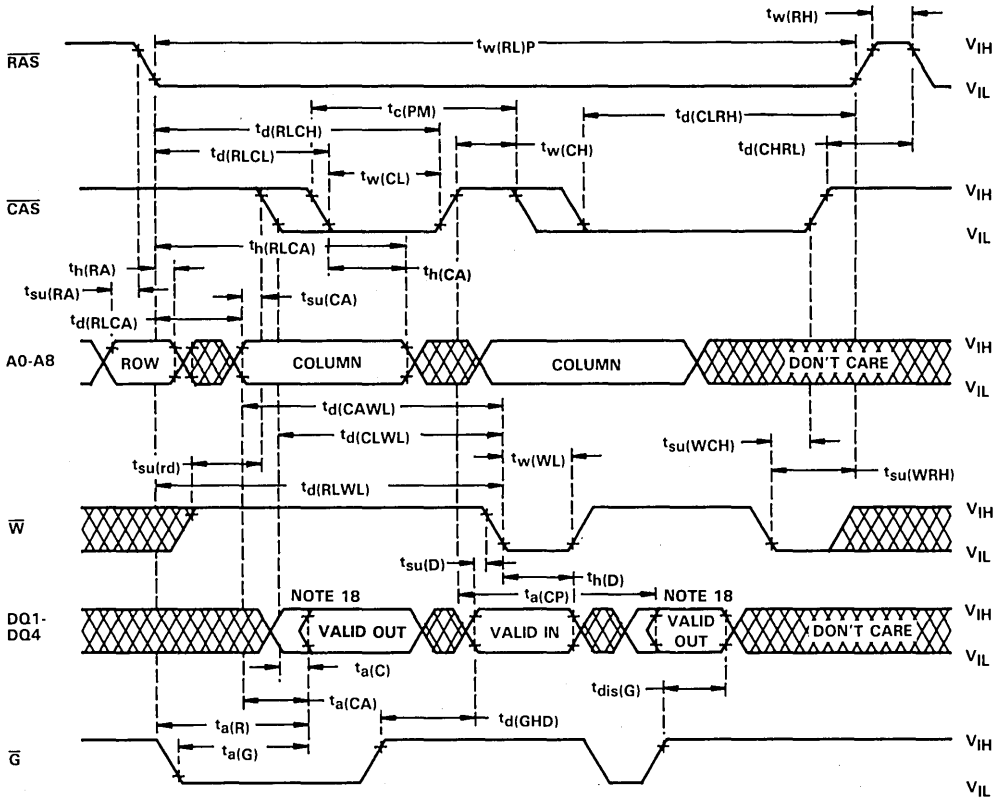 tw(RH)
RAS
tw(RL)P
VIH
VIL
tc(PM)
td(RLCH)
td(CLRH)
td(RLCL)
tw(CH)
td(CHRL)
tw(CL)
CAS
VIH
VIL
th(RLCA)
th(RA)
th(CA)
tsu(RA)
tsu(CA)
td(RLCA)
A0-A8
ROW
COLUMN
COLUMN
DON'T CARE
VIH
VIL
td(CAWL)
td(CLWL)
tsu(WCH)
tsu(rd)
tw(WL)
tsu(WRH)
td(RLWL)
W
VIH
VIL
tsu(D)
th(D)
ta(CP)
NOTE 18
NOTE 18
DQ1-
DQ4
VALID OUT
VALID IN
VALID
OUT
DON'T CARE
VIH
VIL
ta(C)
tdis(G)
ta(CA)
ta(R)
td(GHD)
ta(G)
G
VIH
VIL